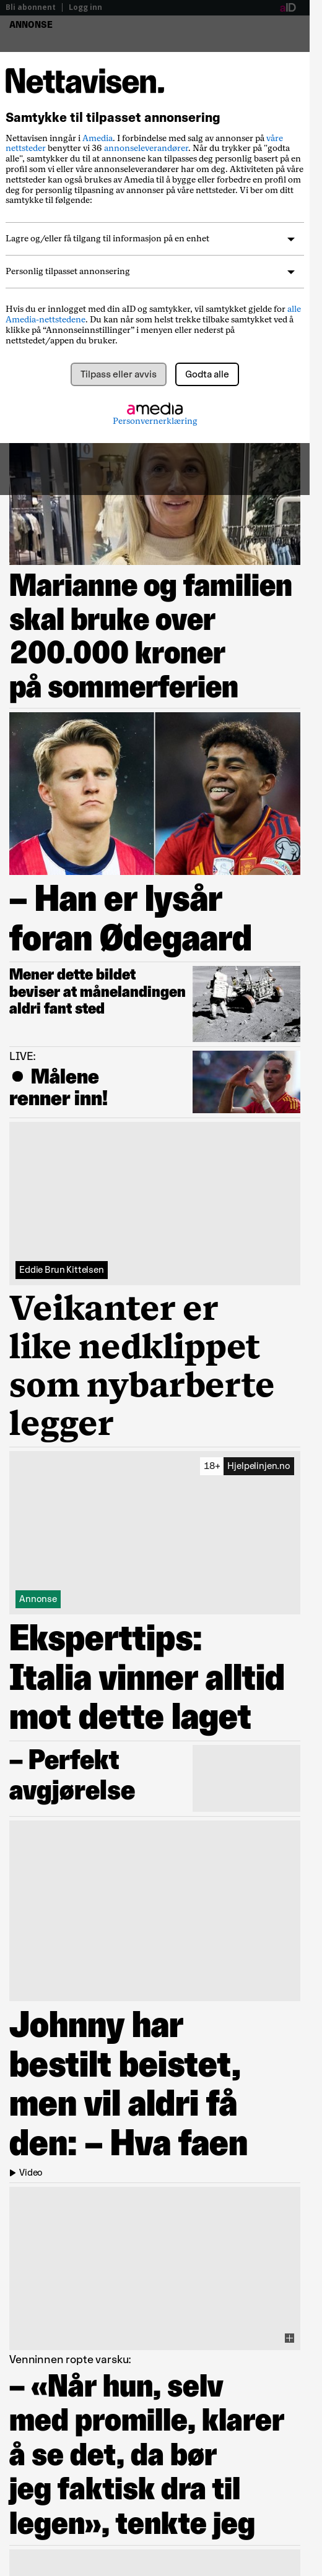 Bli abonnent | Logg inn
aID
ANNONSE
Nettavisen.
Samtykke til tilpasset annonsering
Nettavisen inngår i Amedia. I forbindelse med salg av annonser på våre
nettsteder benytter vi 36 annonseleverandører. Når du trykker på "godta
alle", samtykker du til at annonsene kan tilpasses deg personlig basert på en
profil som vi eller våre annonseleverandører har om deg. Aktiviteten på våre
nettsteder kan også brukes av Amedia til å bygge eller forbedre en profil om
deg for personlig tilpasning av annonser på våre nettsteder. Vi ber om ditt
samtykke til følgende:
Lagre og/eller få tilgang til informasjon på en enhet
Personlig tilpasset annonsering
Hvis du er innlogget med din aID og samtykker, vil samtykket gjelde for alle
Amedia-nettstedene. Du kan når som helst trekke tilbake samtykket ved å
klikke på “Annonseinnstillinger” i menyen eller nederst på
nettstedet/appen du bruker.
Tilpass eller avvis
Godta alle
amedia
Personvernerklæring
Marianne og familien
skal bruke over
200.000 kroner
på sommerferien
– Han er lysår
foran Ødegaard
Mener dette bildet
beviser at månelandingen
aldri fant sted
LIVE:
● Målene
renner inn!
Eddie Brun Kittelsen
Veikanter er
like nedklippet
som nybarberte
legger
18+ Hjelpelinjen.no
Annonse
Eksperttips:
Italia vinner alltid
mot dette laget
– Perfekt
avgjørelse
Johnny har
bestilt beistet,
men vil aldri få
den: – Hva faen
Video
Venninnen ropte varsku:
– «Når hun, selv
med promille, klarer
å se det, da bør
jeg faktisk dra til
legen», tenkte jeg